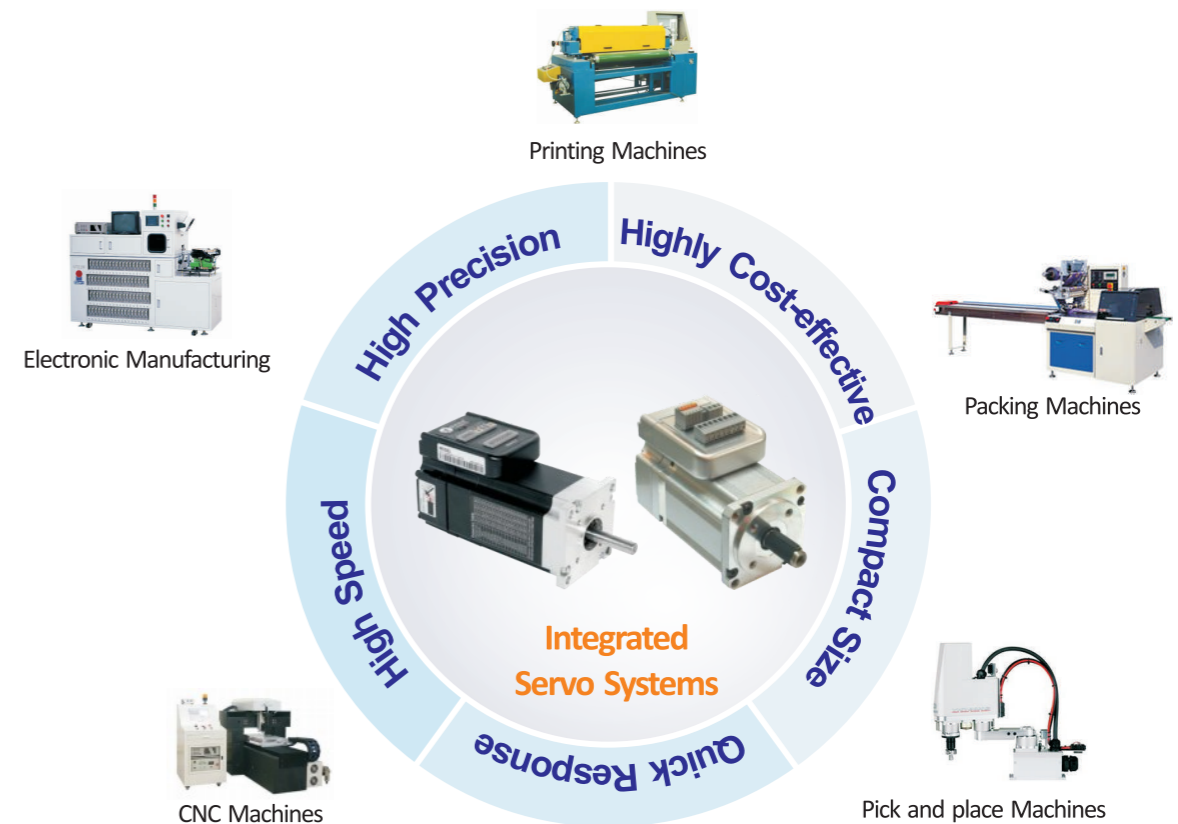 Printing Machines
High Precision
Highly Cost-effective
Electronic Manufacturing
Packing Machines
High Speed
Compact Size
Integrated
Servo Systems
Quick Response
CNC Machines
Pick and place Machines